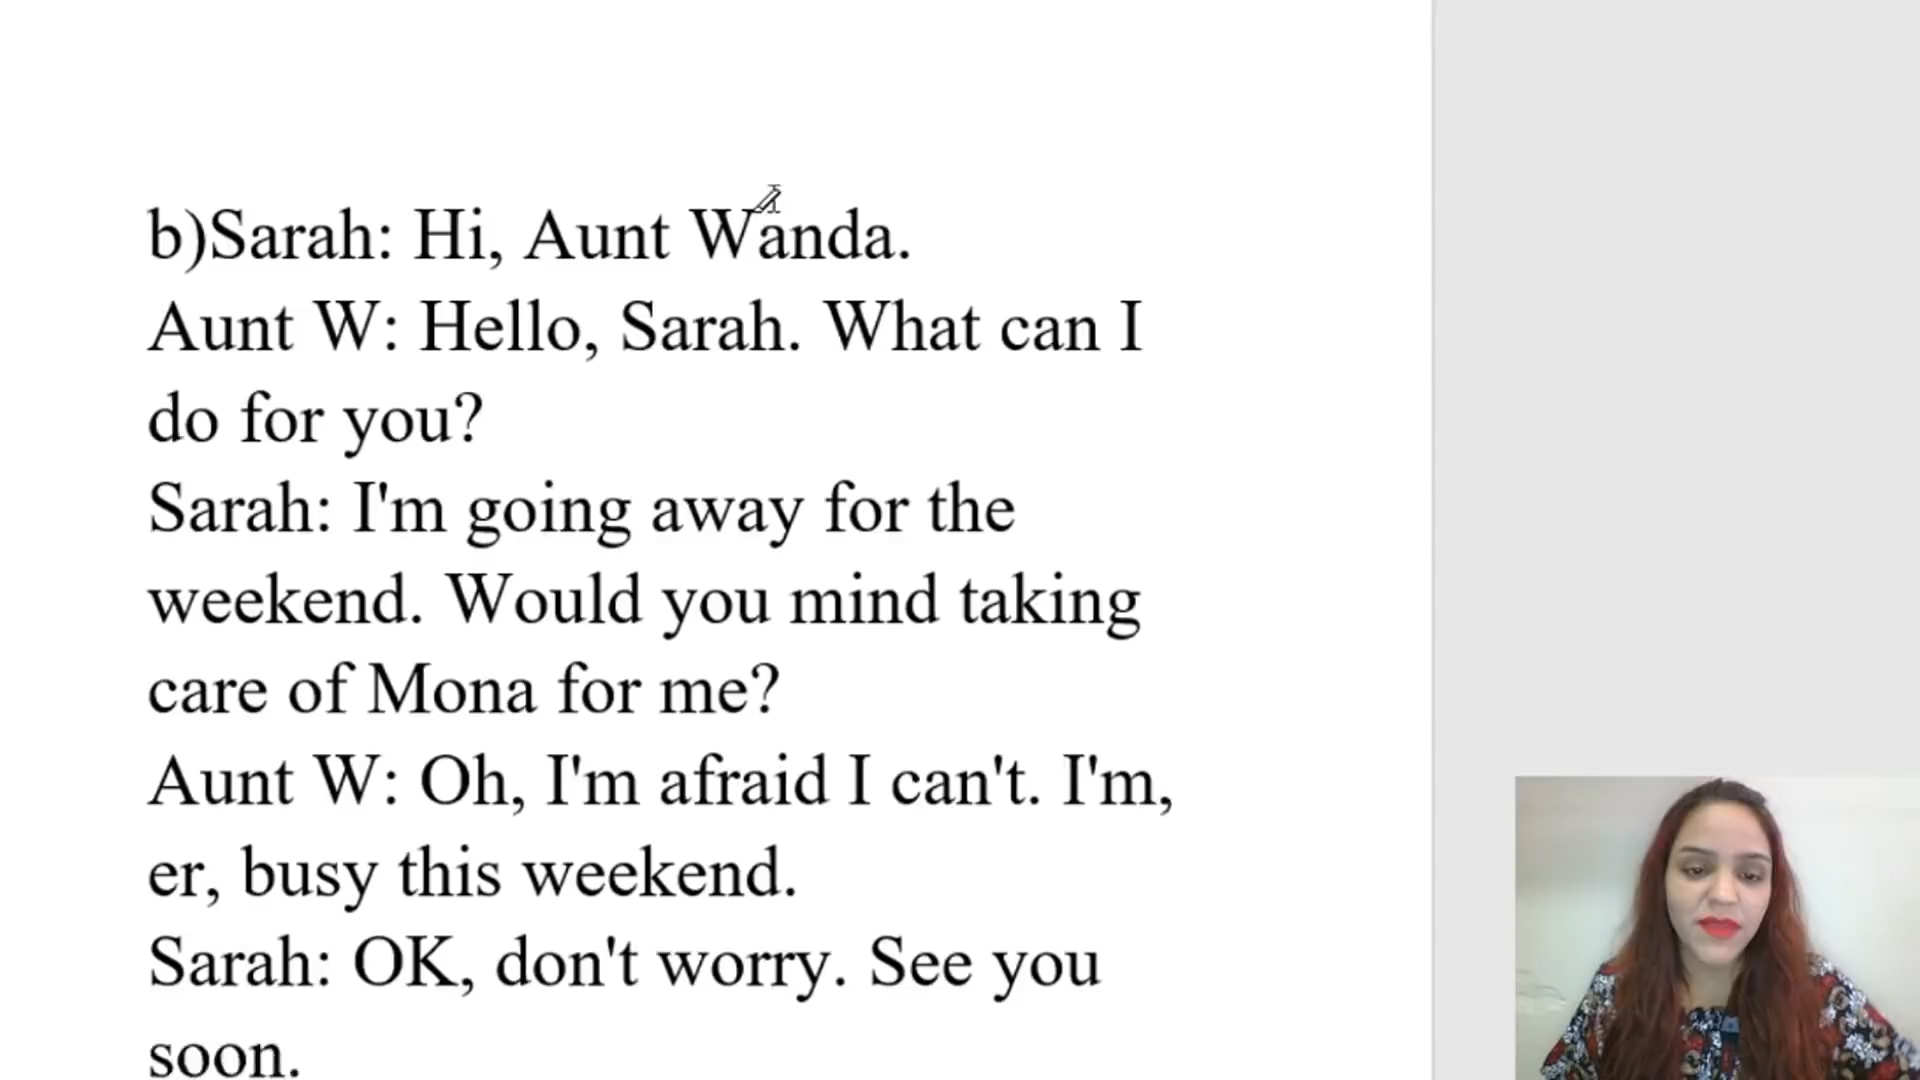 b)Sarah: Hi, Aunt Wanda.
Aunt W: Hello, Sarah. What can I
do for you?
Sarah: I'm going away for the
weekend. Would you mind taking
care of Mona for me?
Aunt W: Oh, I'm afraid I can't. I'm,
er, busy this weekend.
Sarah: OK, don't worry. See you
soon.